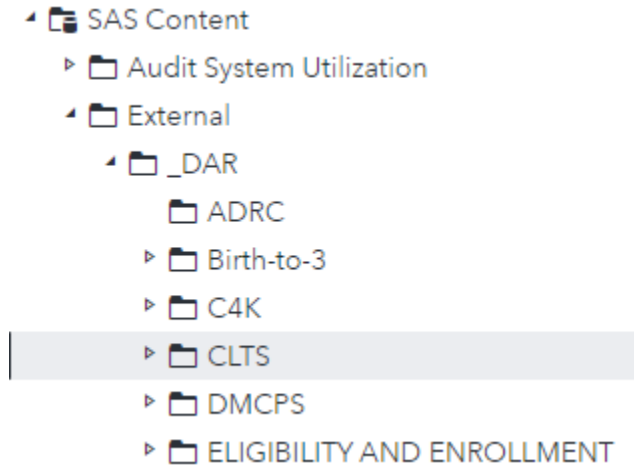 SAS Content
Audit System Utilization
External
_DAR
ADRC
Birth-to-3
C4K
CLTS
DMCPS
ELIGIBILITY AND ENROLLMENT